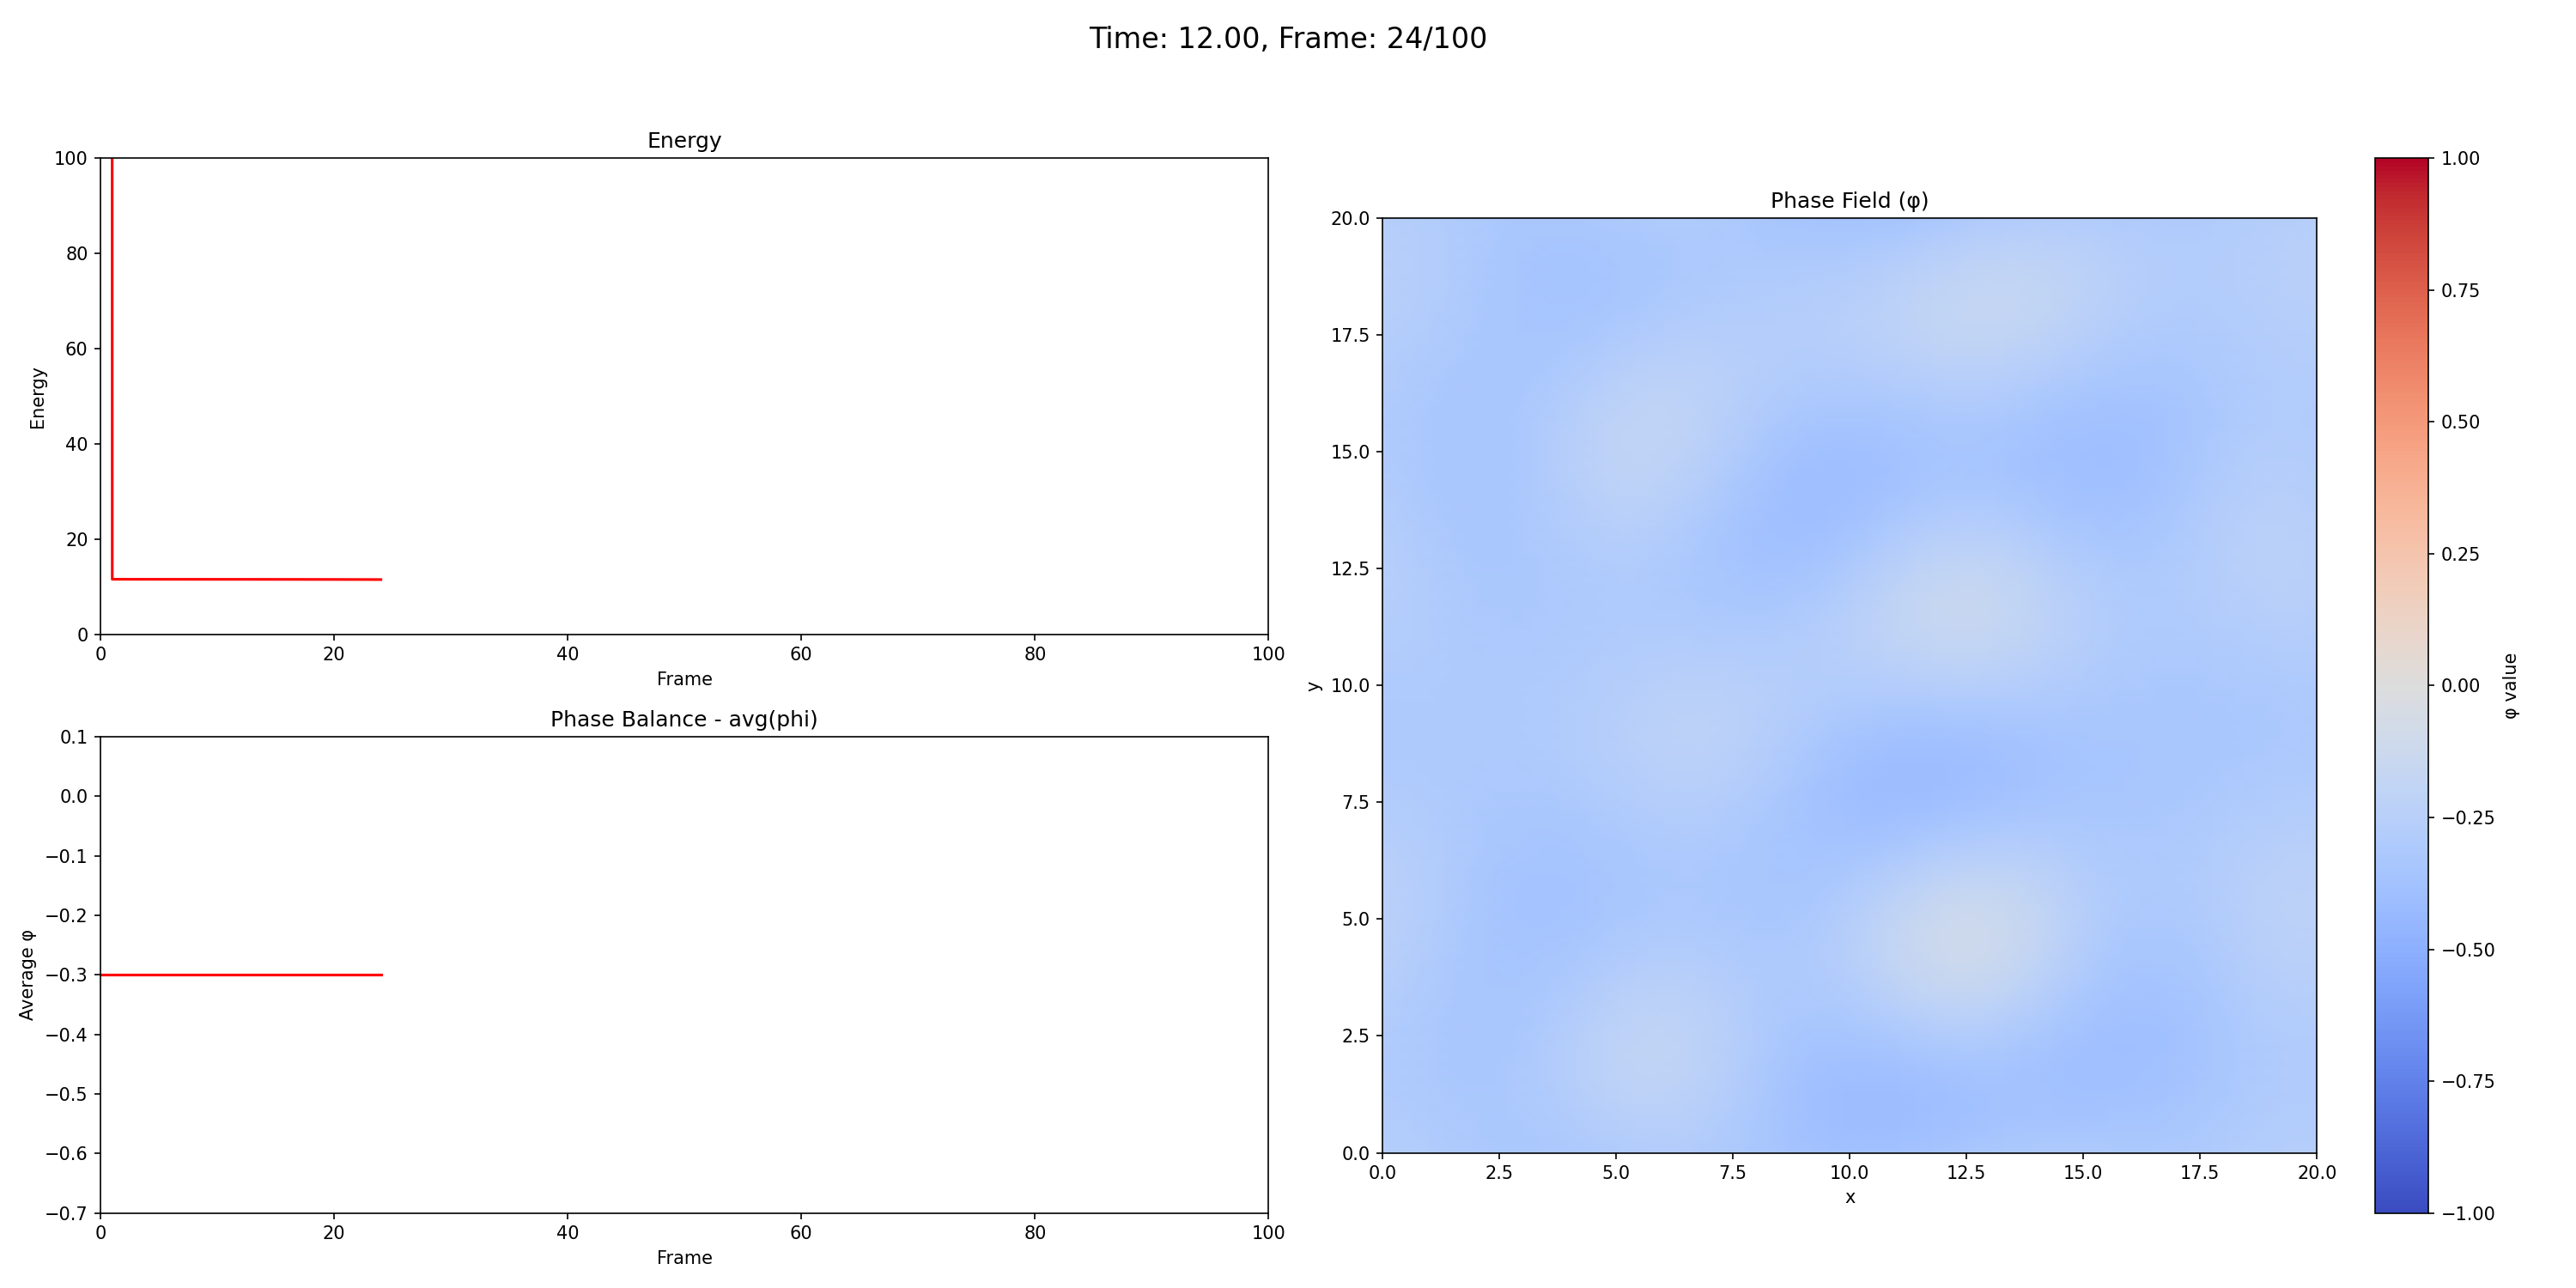 Time: 12.00, Frame: 24/100
Energy
100
80
60
40
20
0
Energy
0 20 40 60 80 100
Frame
Phase Balance - avg(phi)
0.1
0.0
−0.1
−0.2
−0.3
−0.4
−0.5
−0.6
−0.7
Average φ
0 20 40 60 80 100
Frame
Phase Field (φ)
20.0
17.5
15.0
12.5
10.0
7.5
5.0
2.5
0.0
y
0.0 2.5 5.0 7.5 10.0 12.5 15.0 17.5 20.0
x
1.00
0.75
0.50
0.25
0.00
−0.25
−0.50
−0.75
−1.00
φ value